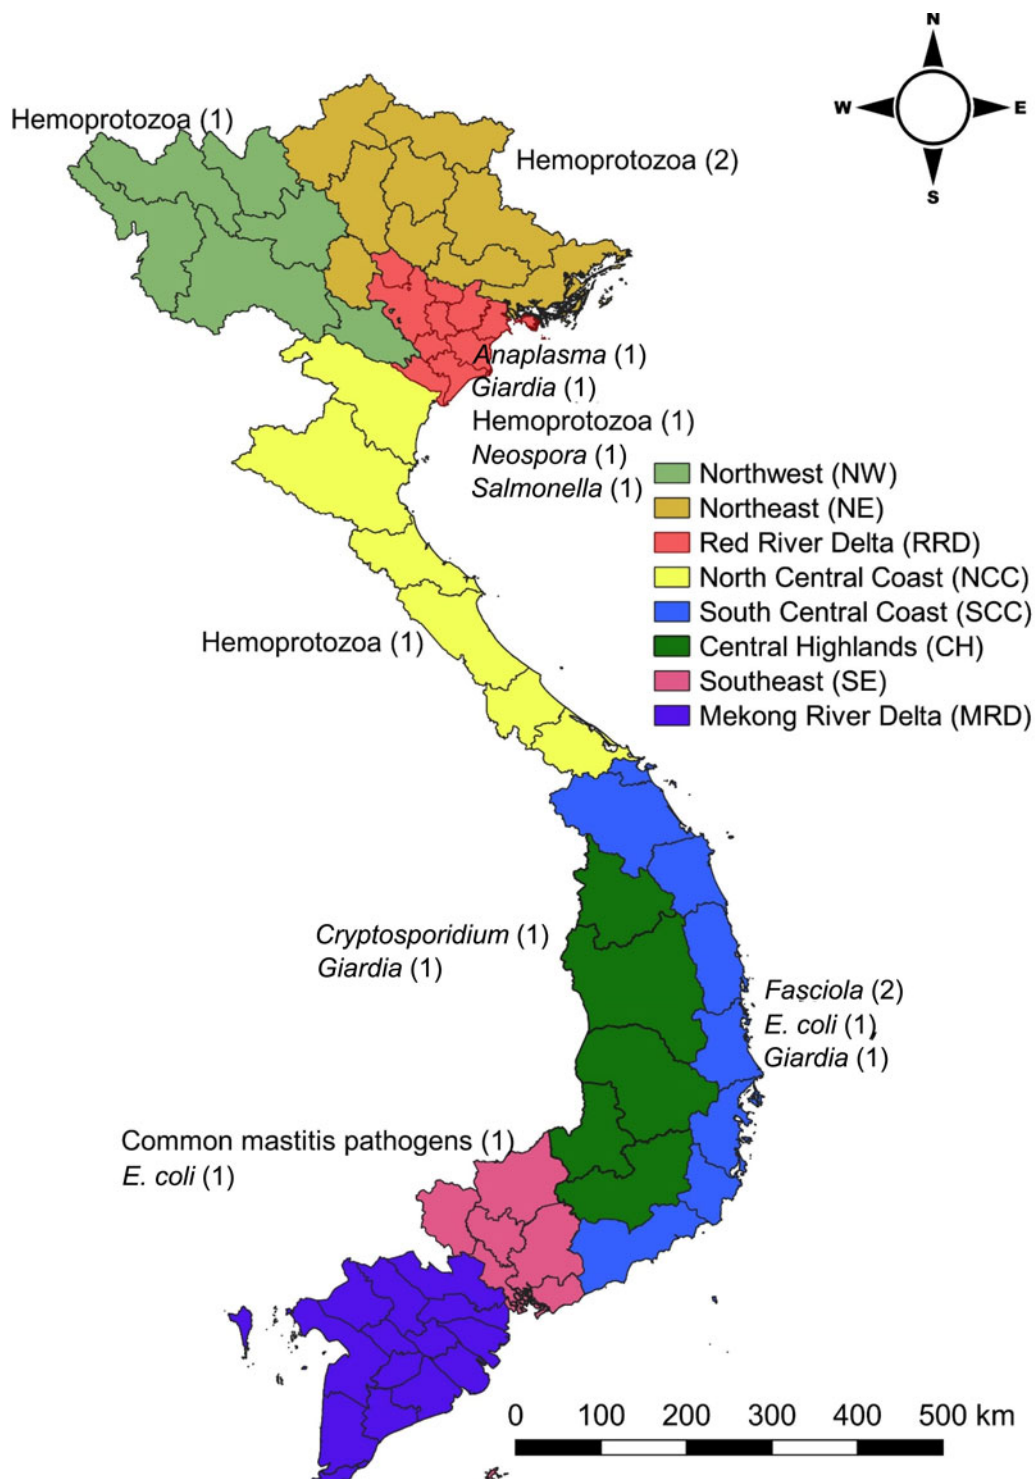 N
W
E
S
Hemoprotozoa (1)
Hemoprotozoa (2)
Anaplasma (1)
Giardia (1)
Hemoprotozoa (1)
Neospora (1)
Salmonella (1)
Northwest (NW)
Northeast (NE)
Red River Delta (RRD)
North Central Coast (NCC)
South Central Coast (SCC)
Central Highlands (CH)
Southeast (SE)
Mekong River Delta (MRD)
Hemoprotozoa (1)
Cryptosporidium (1)
Giardia (1)
Fasciola (2)
E. coli (1)
Giardia (1)
Common mastitis pathogens (1)
E. coli (1)
0 100 200 300 400 500 km